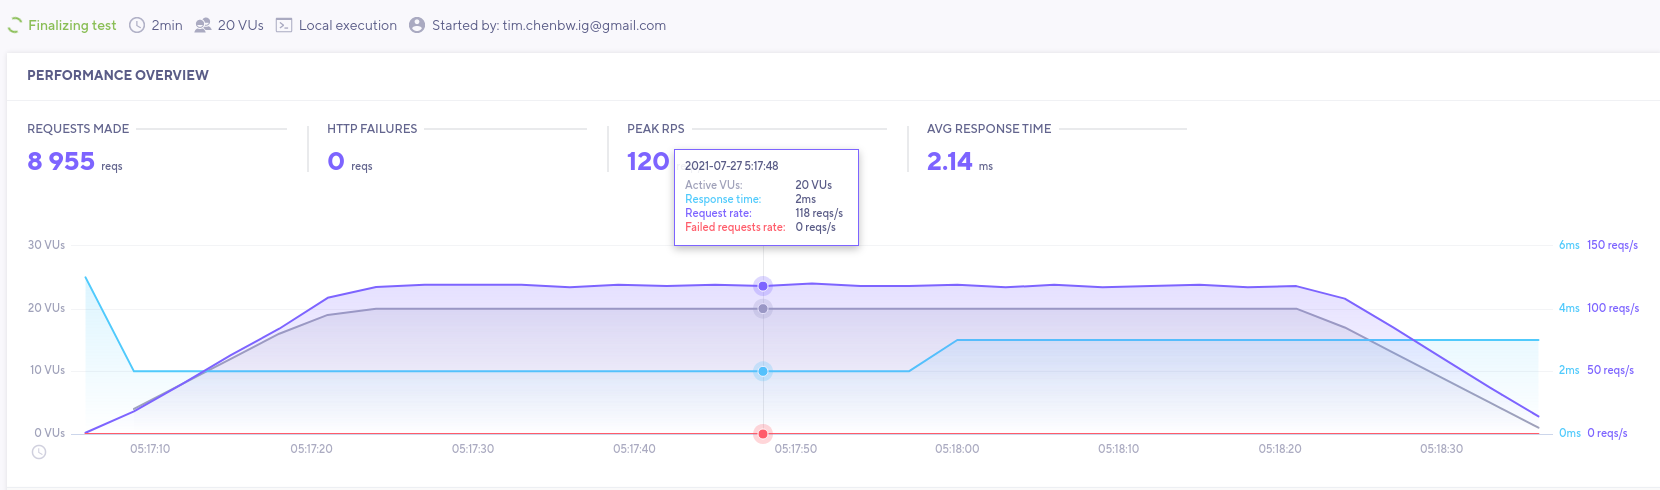 Finalizing test 2min 20 VUs Local execution Started by: tim.chenbw.ig@gmail.com
PERFORMANCE OVERVIEW
REQUESTS MADE HTTP FAILURES PEAK RPS AVG RESPONSE TIME
8 955 reqs 0 reqs 120 2.14 ms
2021-07-27 5:17:48
Active VUs: 20 VUs
Response time: 2ms
Request rate: 118 reqs/s
Failed requests rate: 0 reqs/s
30 VUs 6ms 150 reqs/s
20 VUs 4ms 100 reqs/s
10 VUs 2ms 50 reqs/s
0 VUs 0ms 0 reqs/s
05:17:10 05:17:20 05:17:30 05:17:40 05:17:50 05:18:00 05:18:10 05:18:20 05:18:30